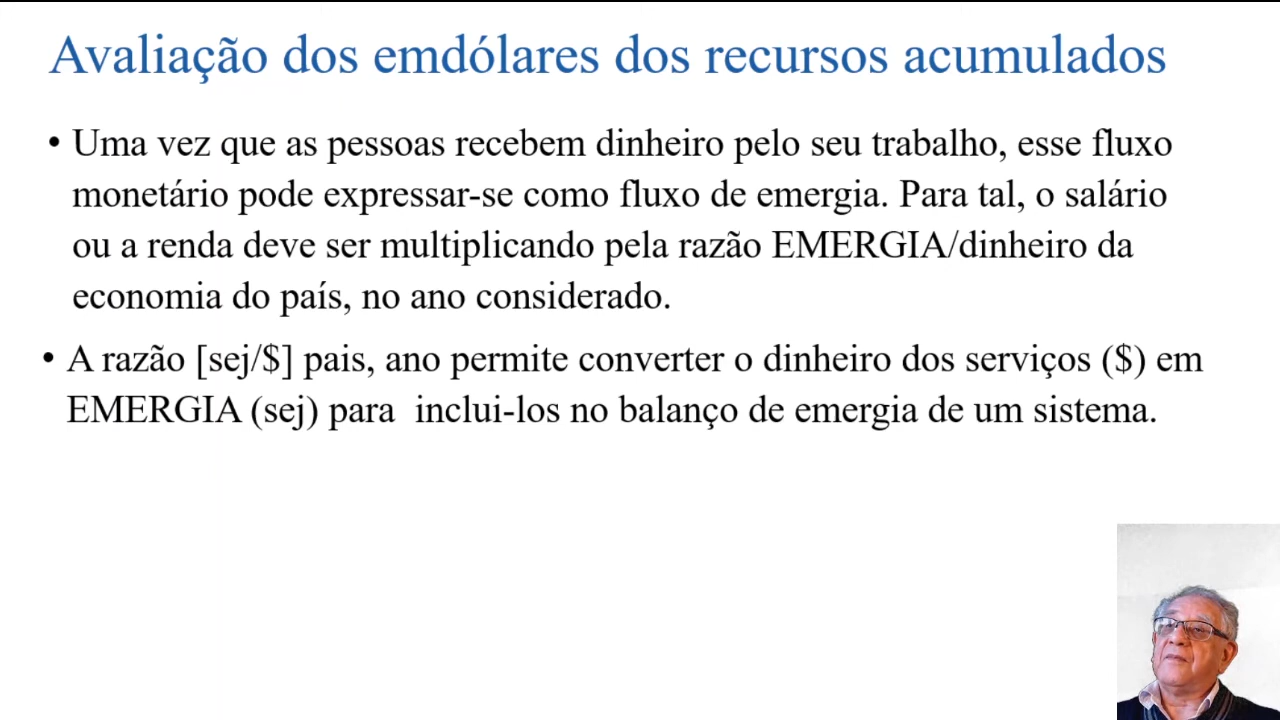 Avaliação dos emdólares dos recursos acumulados
• Uma vez que as pessoas recebem dinheiro pelo seu trabalho, esse fluxo
monetário pode expressar-se como fluxo de emergia. Para tal, o salário
ou a renda deve ser multiplicando pela razão EMERGIA/dinheiro da
economia do país, no ano considerado.
• A razão [sej/$] pais, ano permite converter o dinheiro dos serviços ($) em
EMERGIA (sej) para  inclui-los no balanço de emergia de um sistema.